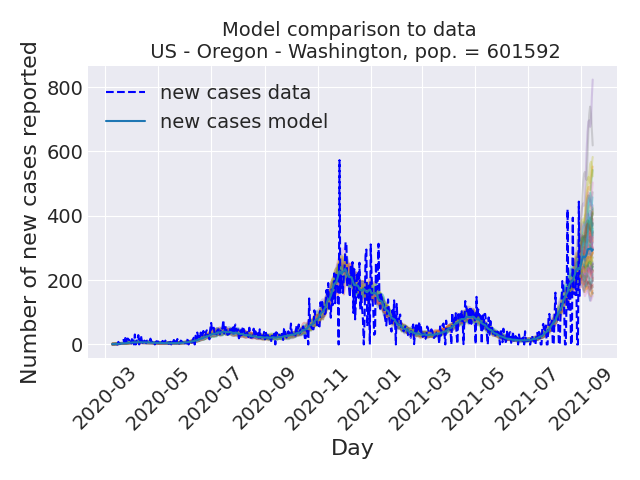 Model comparison to data
US - Oregon - Washington, pop. = 601592
Number of new cases reported
800
600
400
200
0
new cases data
new cases model
2020-03
2020-05
2020-07
2020-09
2020-11
2021-01
2021-03
2021-05
2021-07
2021-09
Day